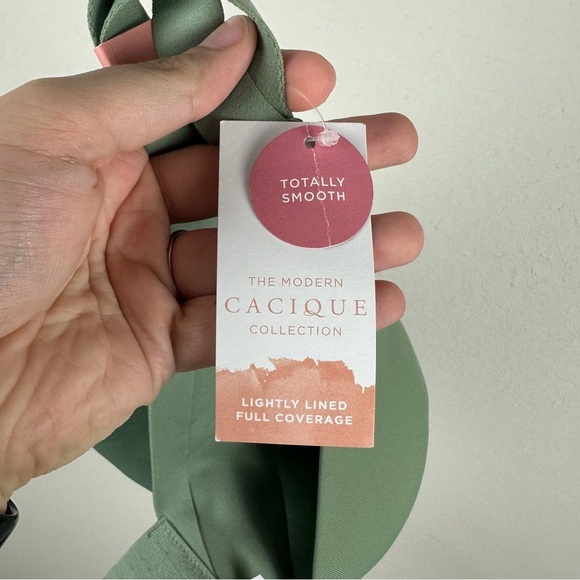 TOTALLY
SMOOTH
THE MODERN
CACIQUE
COLLECTION
LIGHTLY LINED
FULL COVERAGE